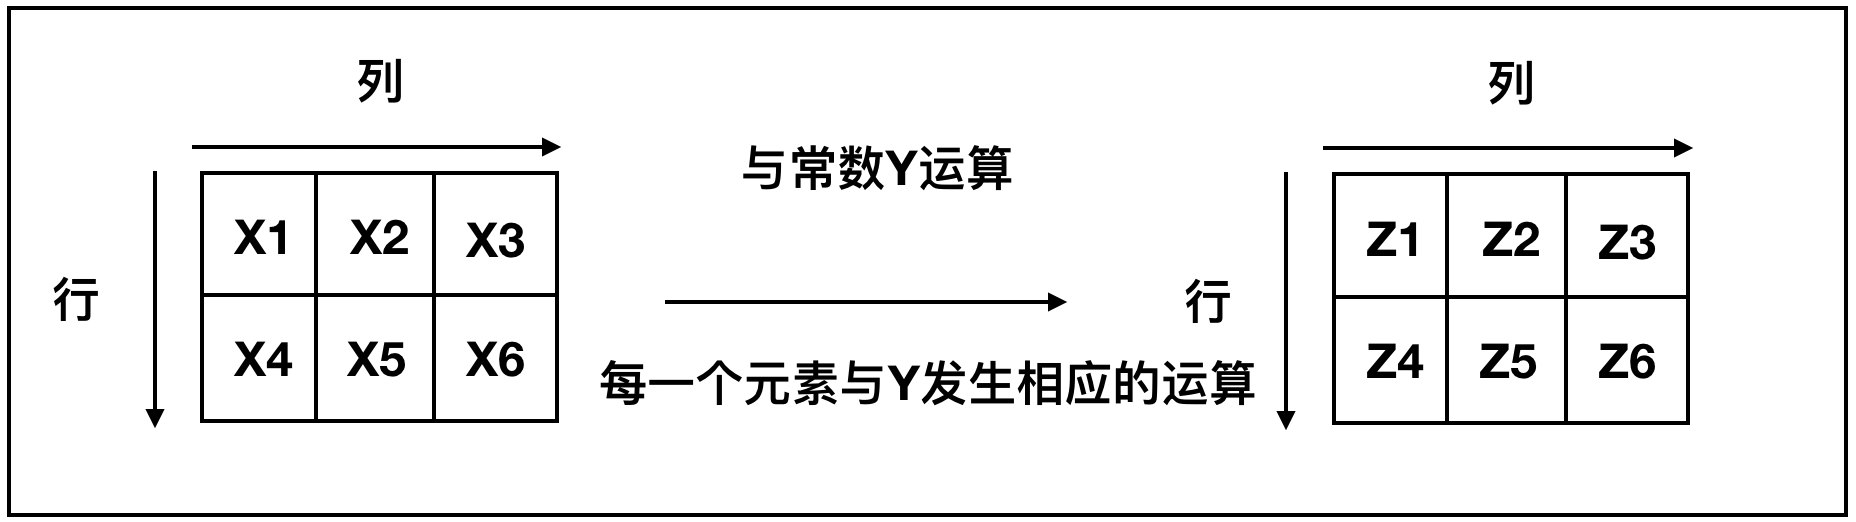 列
行
X1 X2 X3
X4 X5 X6
与常数Y运算
每一个元素与Y发生相应的运算
列
行
Z1 Z2 Z3
Z4 Z5 Z6